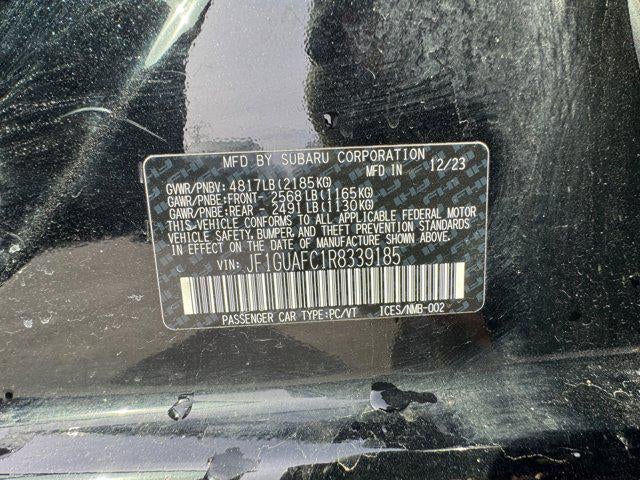 MFD BY SUBARU CORPORATION
MFD IN 12/23
GVWR/PNBV: 4817LB(2185KG)
GAWR/PNBE:FRONT- 2568LB(1165KG)
GAWR/PNBE:REAR - 2491LB(1130KG)
THIS VEHICLE CONFORMS TO ALL APPLICABLE FEDERAL MOTOR
VEHICLE SAFETY, BUMPER, AND THEFT PREVENTION STANDARDS
IN EFFECT ON THE DATE OF MANUFACTURE SHOWN ABOVE.
VIN: JF1GUAFC1R8339185
PASSENGER CAR TYPE:PC/VT ICES/NMB-002